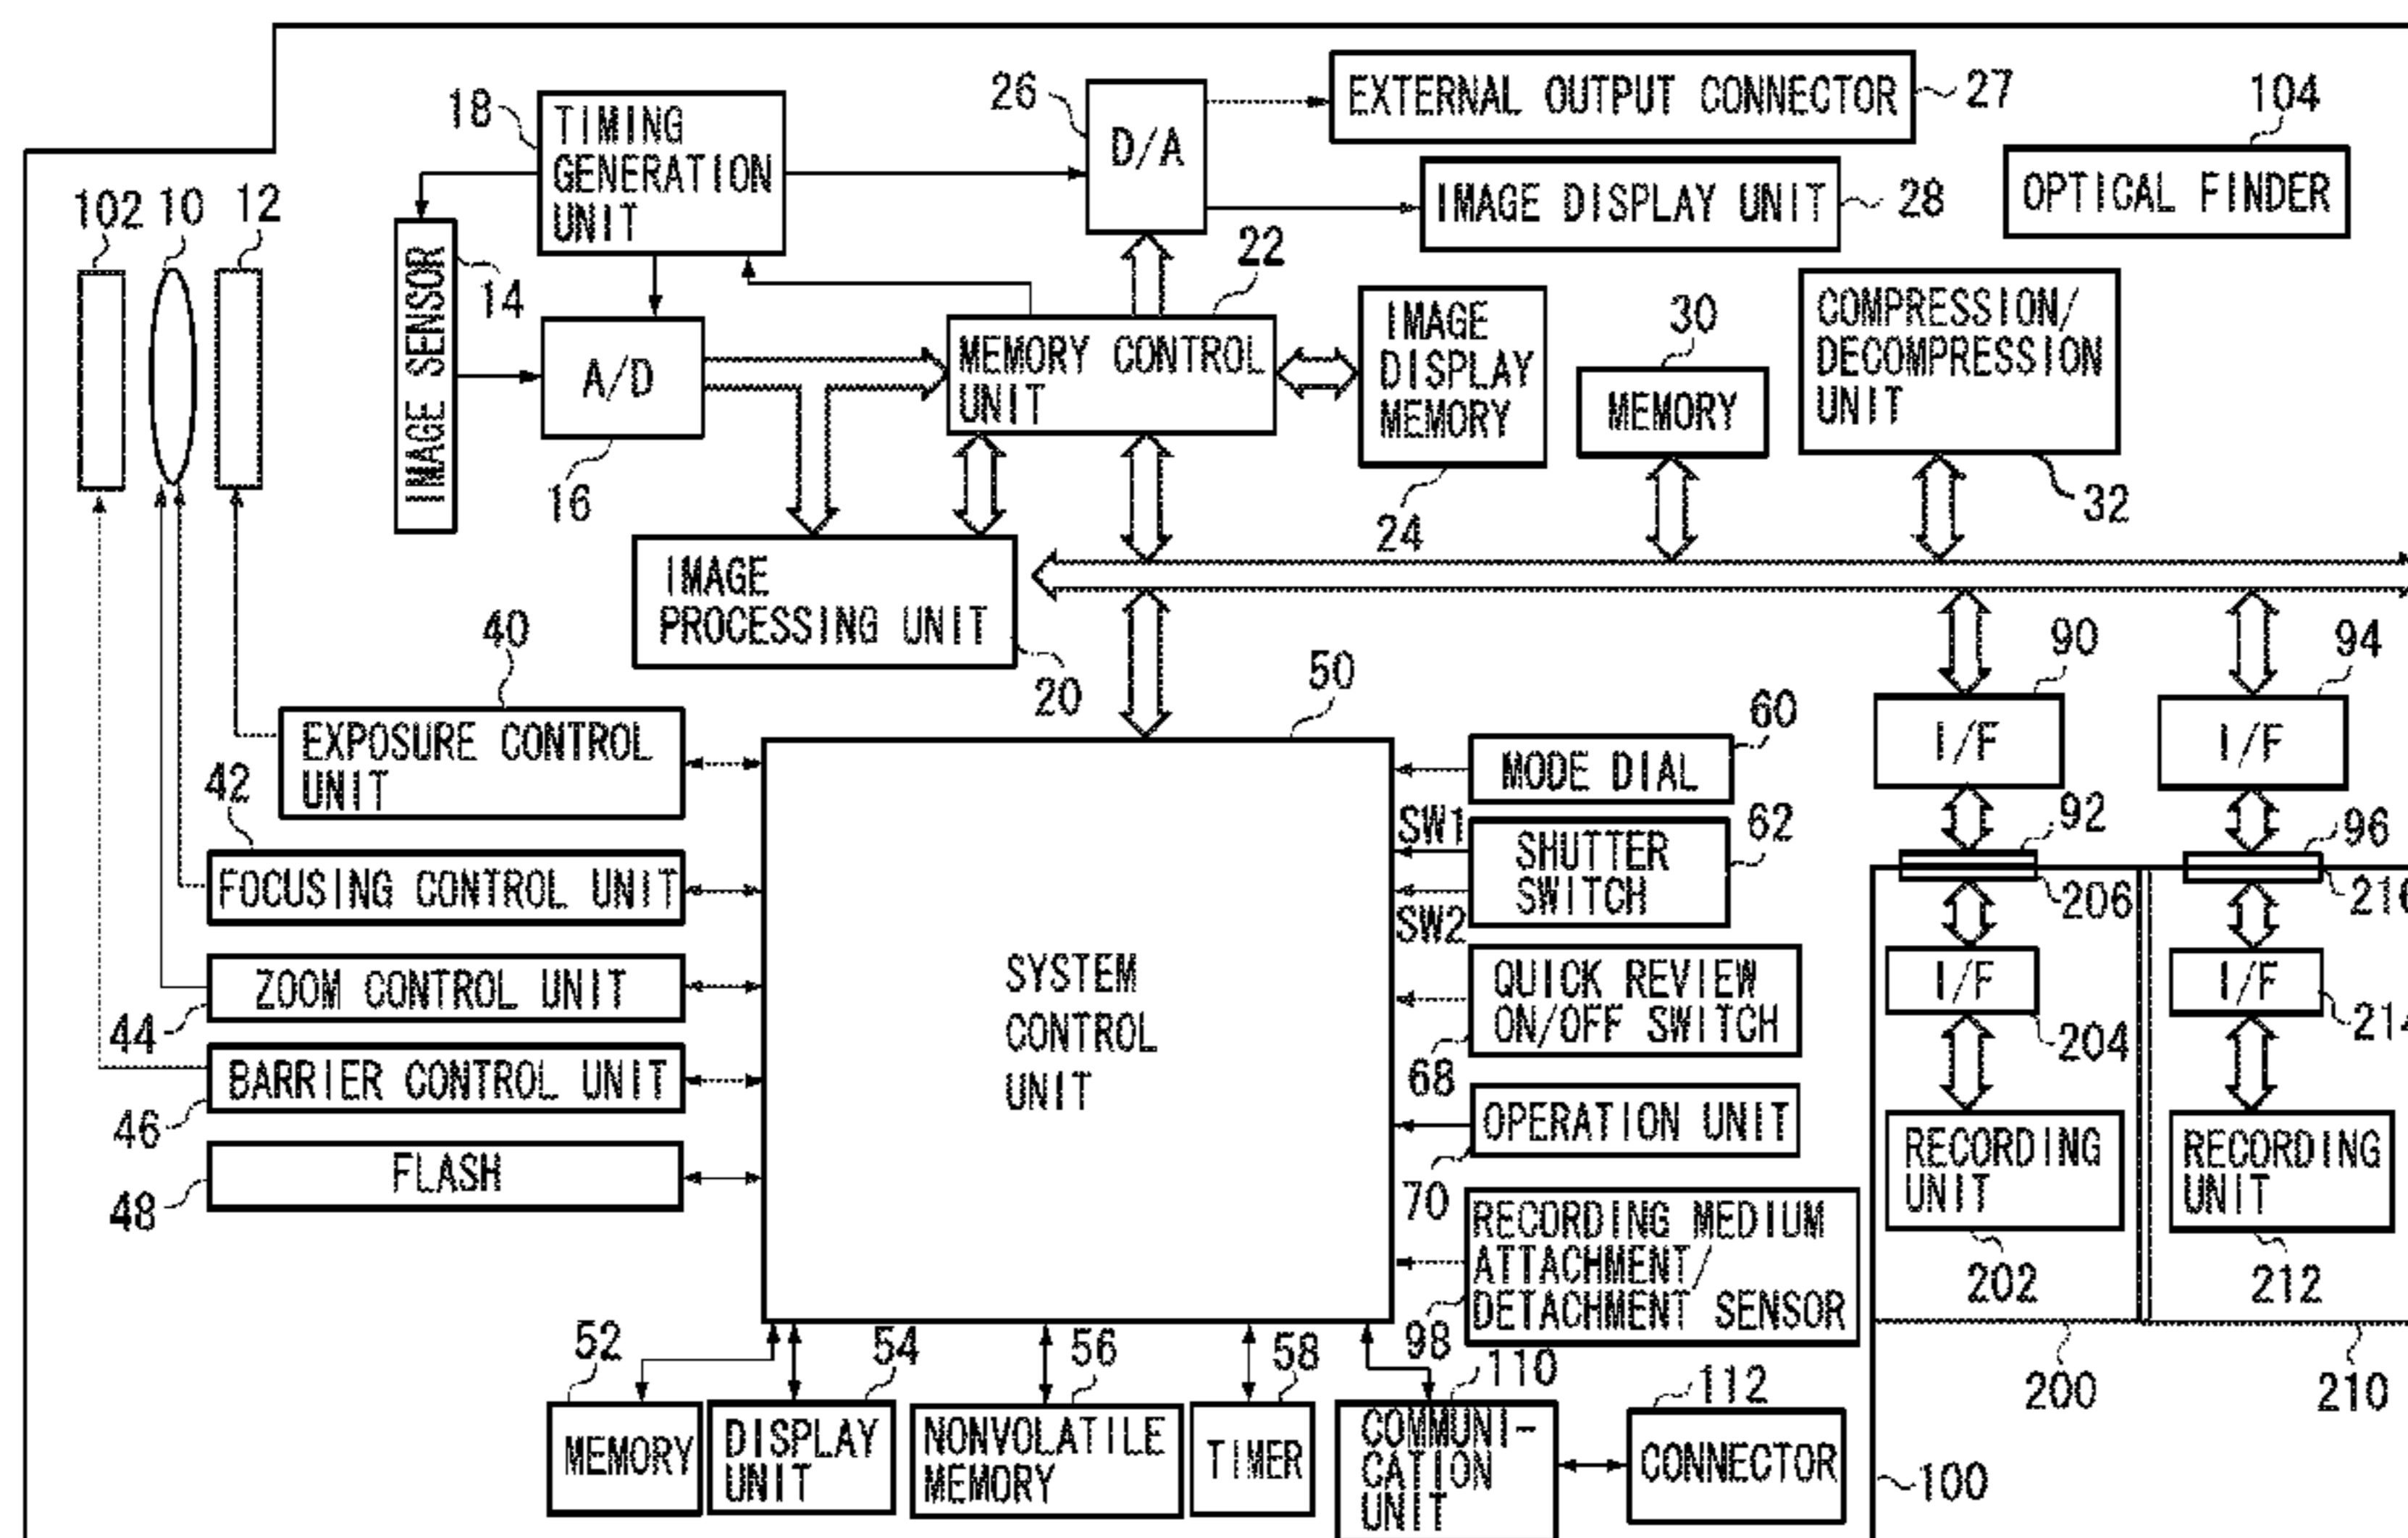 18
TIMING
GENERATION
UNIT
26
D/A
EXTERNAL OUTPUT CONNECTOR
27
104
OPTICAL FINDER
IMAGE DISPLAY UNIT
28
102
10
12
IMAGE SENSOR
14
A/D
16
22
MEMORY CONTROL
UNIT
IMAGE
DISPLAY
MEMORY
24
30
MEMORY
COMPRESSION/
DECOMPRESSION
UNIT
32
IMAGE
PROCESSING UNIT
20
40
EXPOSURE CONTROL
UNIT
42
FOCUSING CONTROL UNIT
ZOOM CONTROL UNIT
44
BARRIER CONTROL UNIT
46
FLASH
48
50
SYSTEM
CONTROL
UNIT
60
MODE DIAL
SW1
62
SHUTTER
SWITCH
SW2
QUICK REVIEW
ON/OFF SWITCH
68
OPERATION UNIT
70
RECORDING MEDIUM
ATTACHMENT/
DETACHMENT SENSOR
98
90
I/F
92
206
I/F
204
RECORDING
UNIT
202
200
94
I/F
96
I/F
RECORDING
UNIT
212
210
52
MEMORY
54
DISPLAY
UNIT
56
NONVOLATILE
MEMORY
58
TIMER
110
COMMUNI-
CATION
UNIT
112
CONNECTOR
100